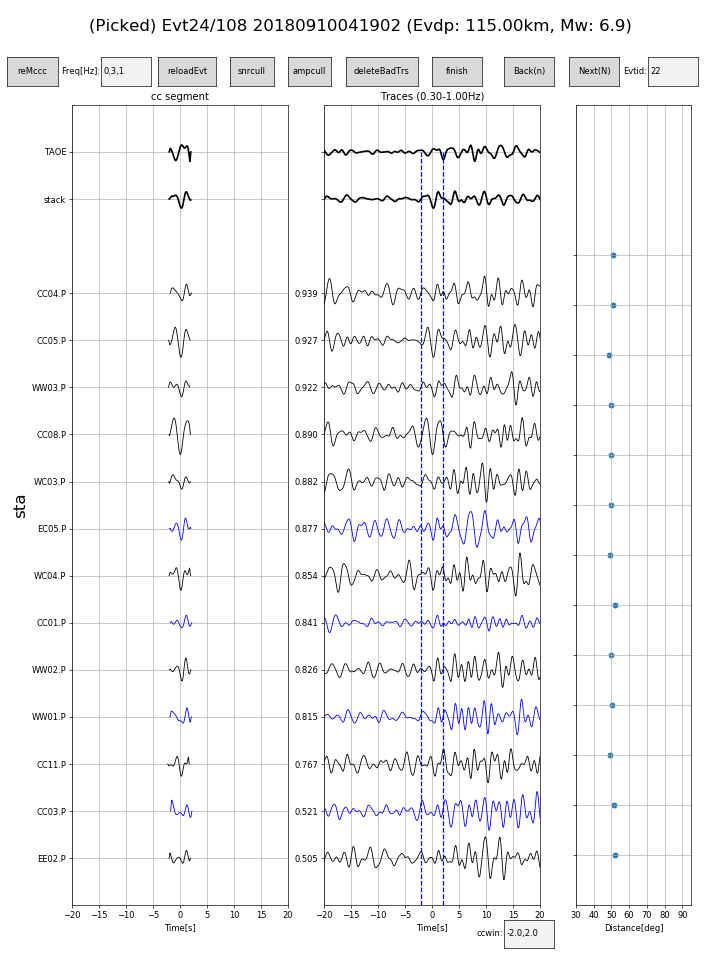 (Picked) Evt24/108 20180910041902 (Evdp: 115.00km, Mw: 6.9)
reMccc Freq[Hz]: 0.3,1 reloadEvt snrcull ampcull deleteBadTrs finish Back(n) Next(N) Evtid: 22
cc segment Traces (0.30-1.00Hz)
TAOE
stack
CC04.P 0.939
CC05.P 0.927
WW03.P 0.922
CC08.P 0.890
WC03.P 0.882
sta
EC05.P 0.877
WC04.P 0.854
CC01.P 0.841
WW02.P 0.826
WW01.P 0.815
CC11.P 0.767
CC03.P 0.521
EE02.P 0.505
−20 −15 −10 −5 0 5 10 15 20 −20 −15 −10 −5 0 5 10 15 20 30 40 50 60 70 80 90
Time[s] Time[s] Distance[deg]
ccwin: -2.0,2.0